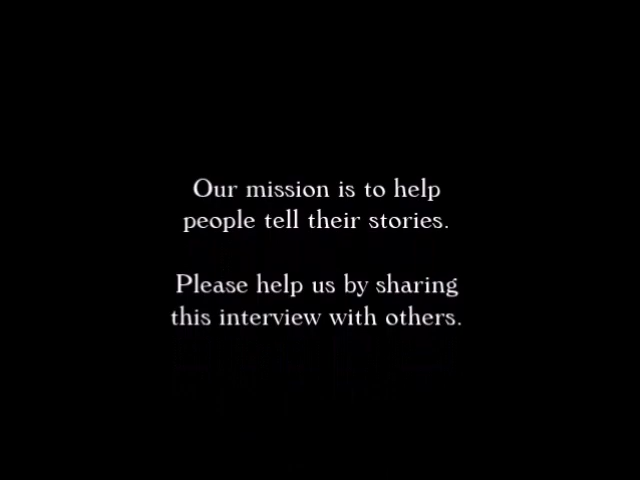 Our mission is to help
people tell their stories.
Please help us by sharing
this interview with others.